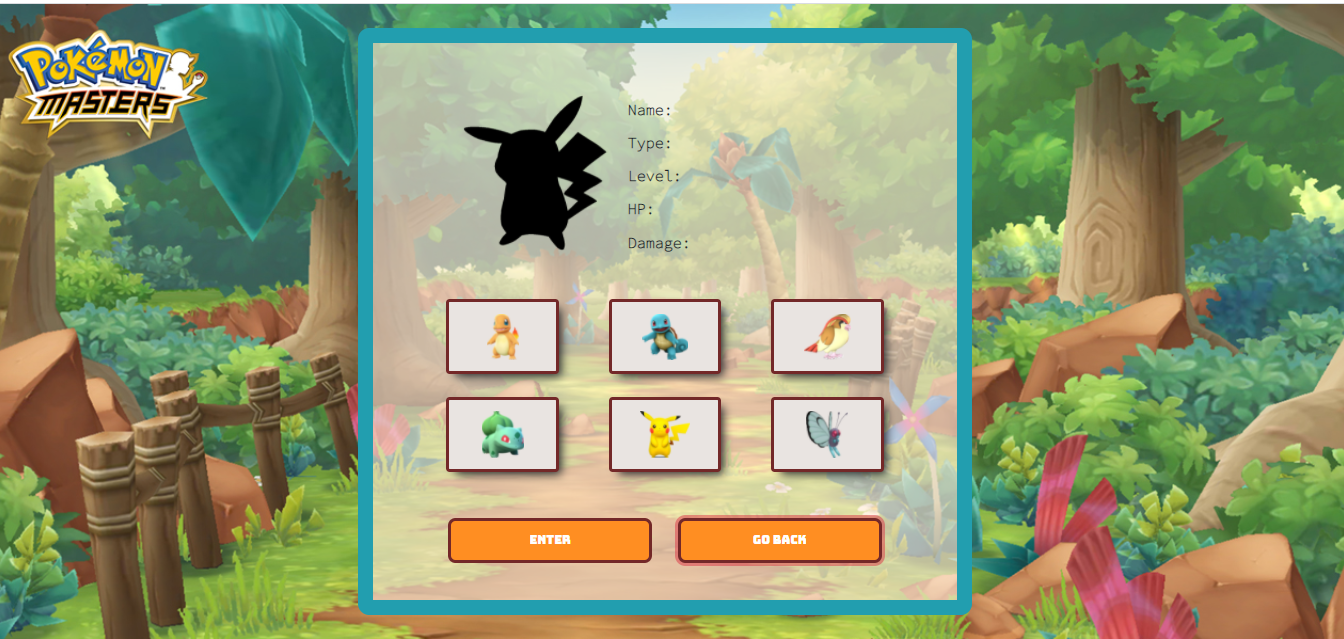 POKÉMON
MASTERS
Name:
Type:
Level:
HP:
Damage:
ENTER
GO BACK